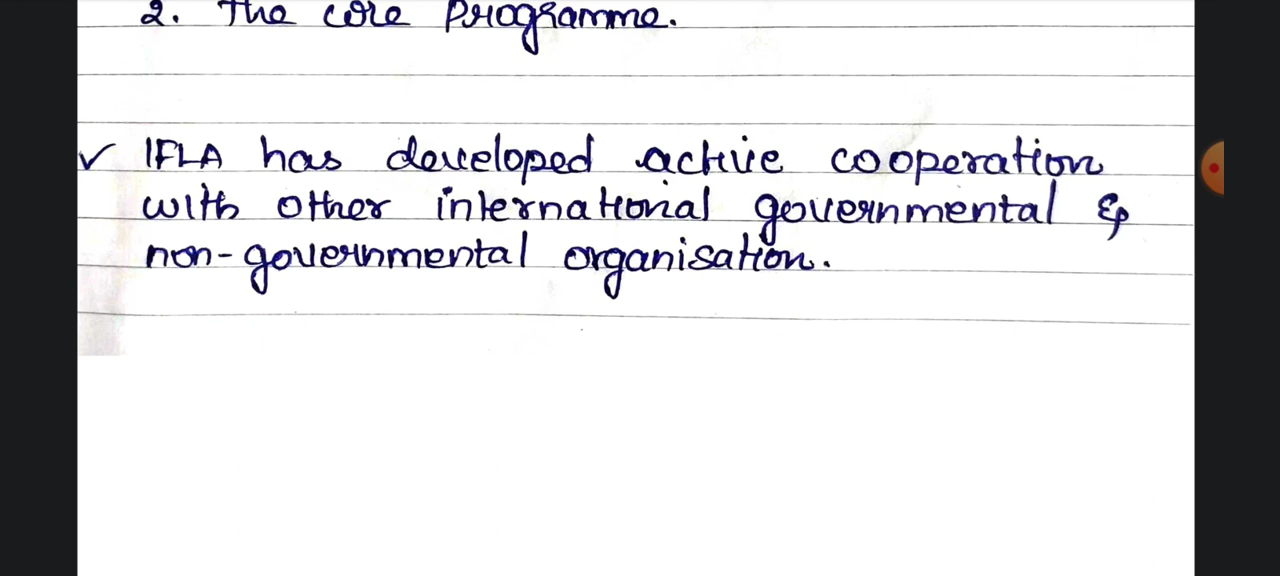 2. The core programme.
✓ IFLA has developed active cooperation
with other international governmental &
non-governmental organisation.